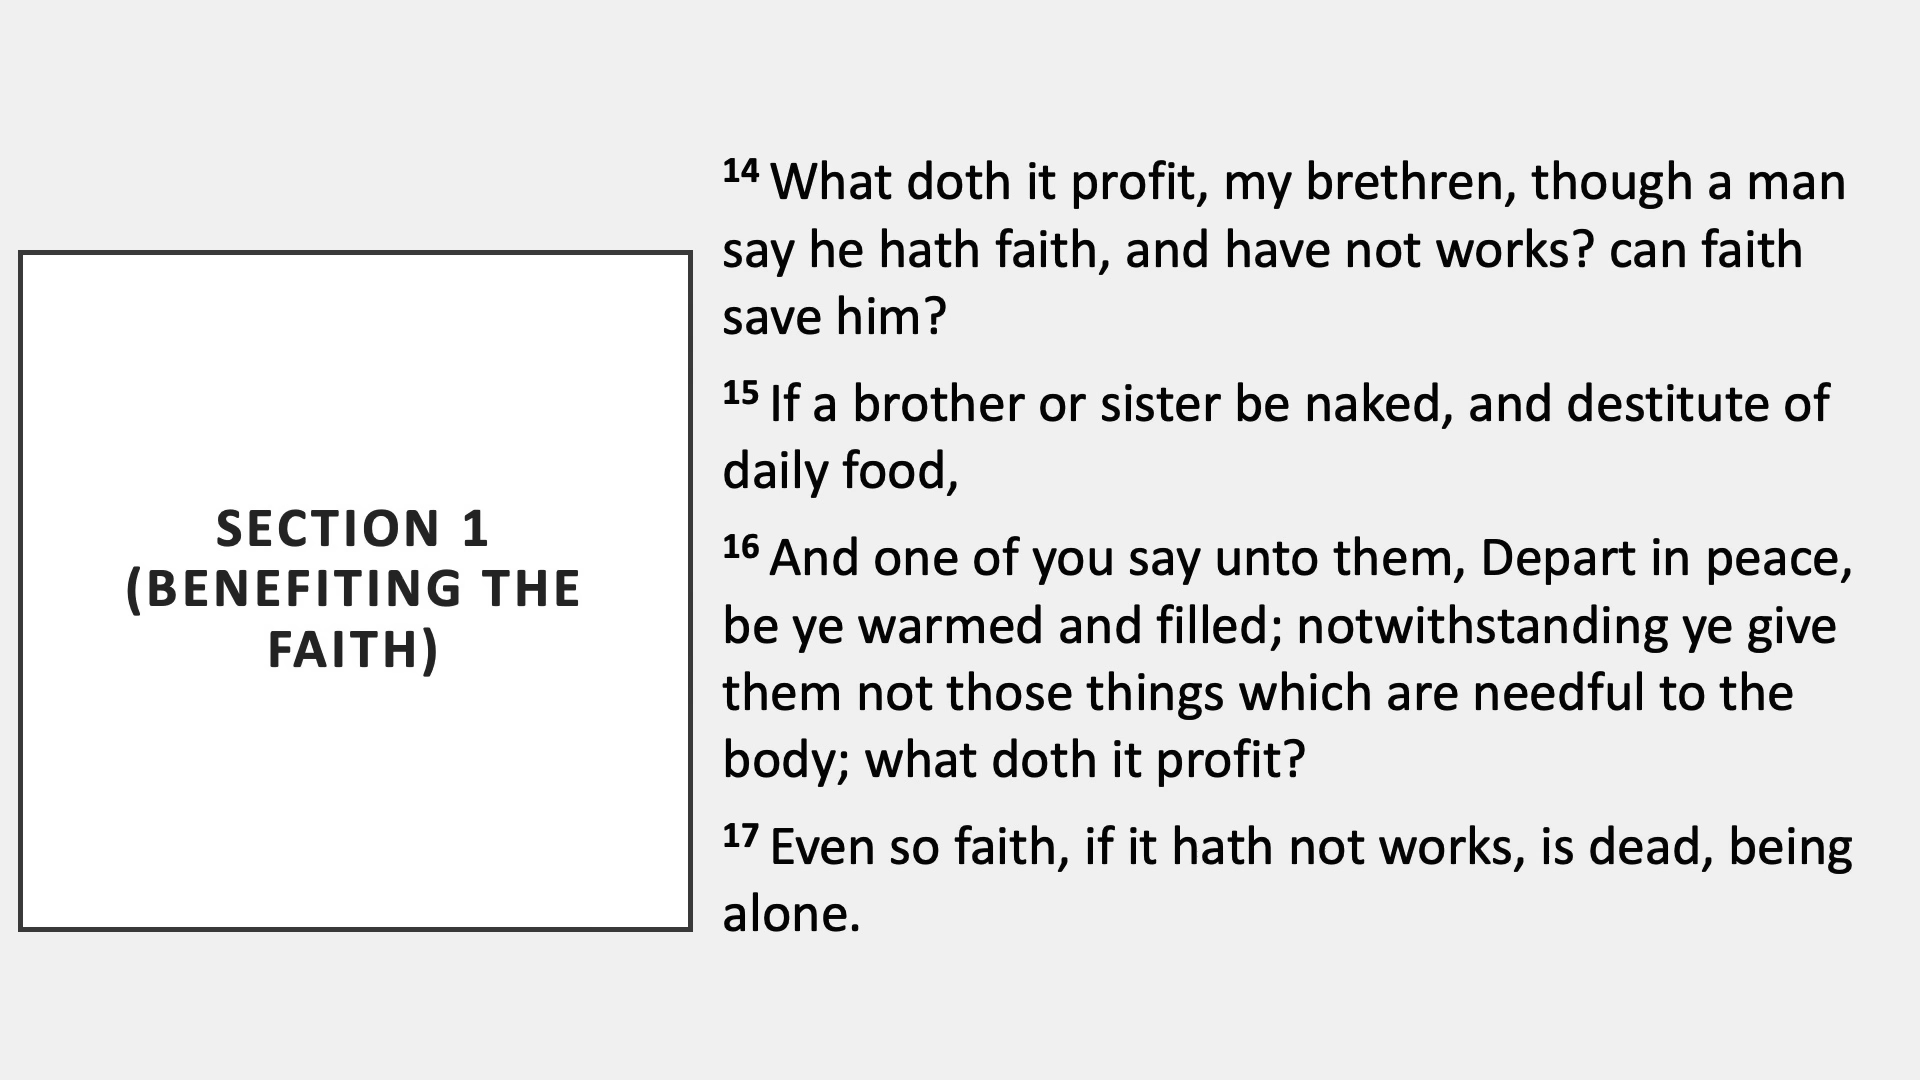 SECTION 1
(BENEFITING THE
FAITH)
14 What doth it profit, my brethren, though a man
say he hath faith, and have not works? can faith
save him?
15 If a brother or sister be naked, and destitute of
daily food,
16 And one of you say unto them, Depart in peace,
be ye warmed and filled; notwithstanding ye give
them not those things which are needful to the
body; what doth it profit?
17 Even so faith, if it hath not works, is dead, being
alone.